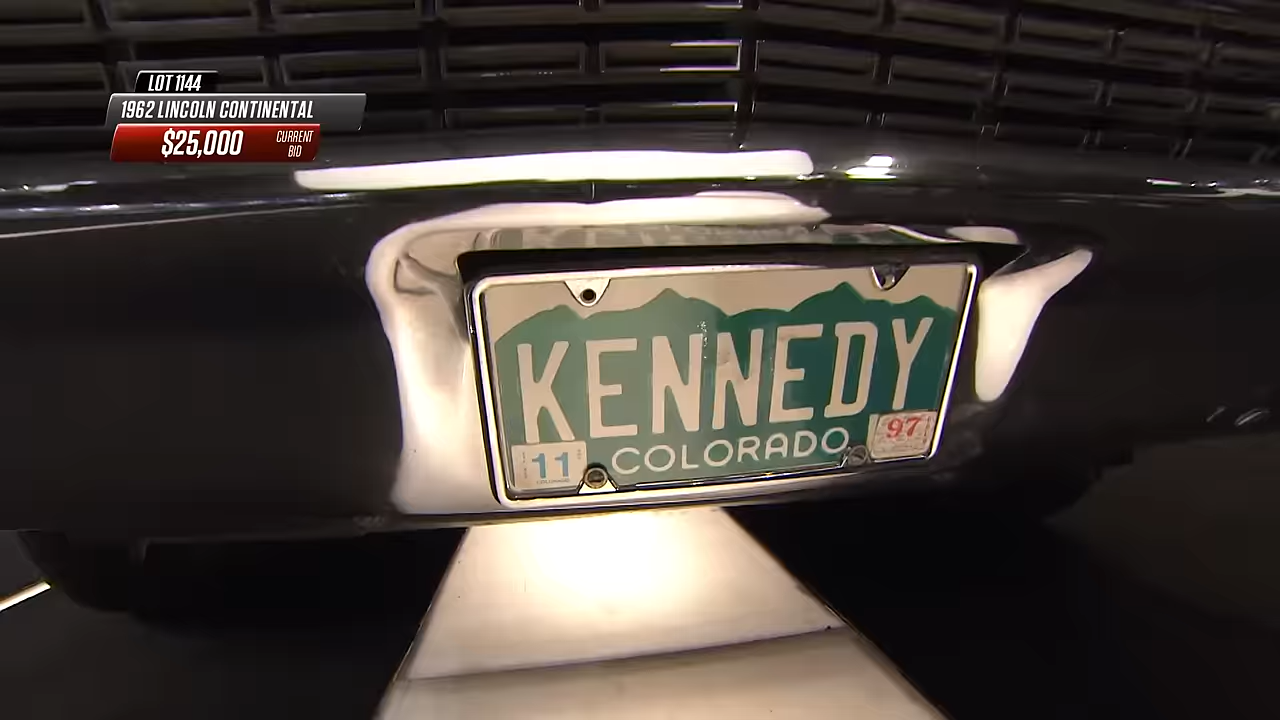 LOT 1144
1962 LINCOLN CONTINENTAL
$25,000 CURRENT BID
KENNEDY
11 COLORADO 97